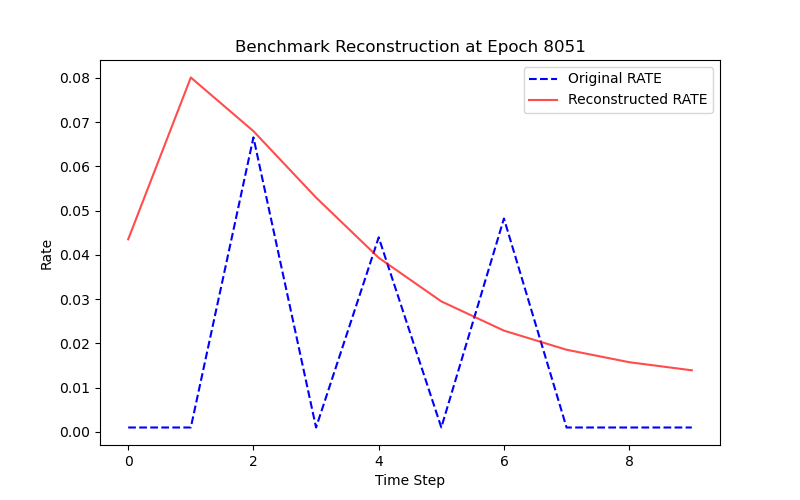 Benchmark Reconstruction at Epoch 8051
Original RATE
Reconstructed RATE
0.08
0.07
0.06
0.05
0.04
0.03
0.02
0.01
0.00
Rate
0 2 4 6 8
Time Step